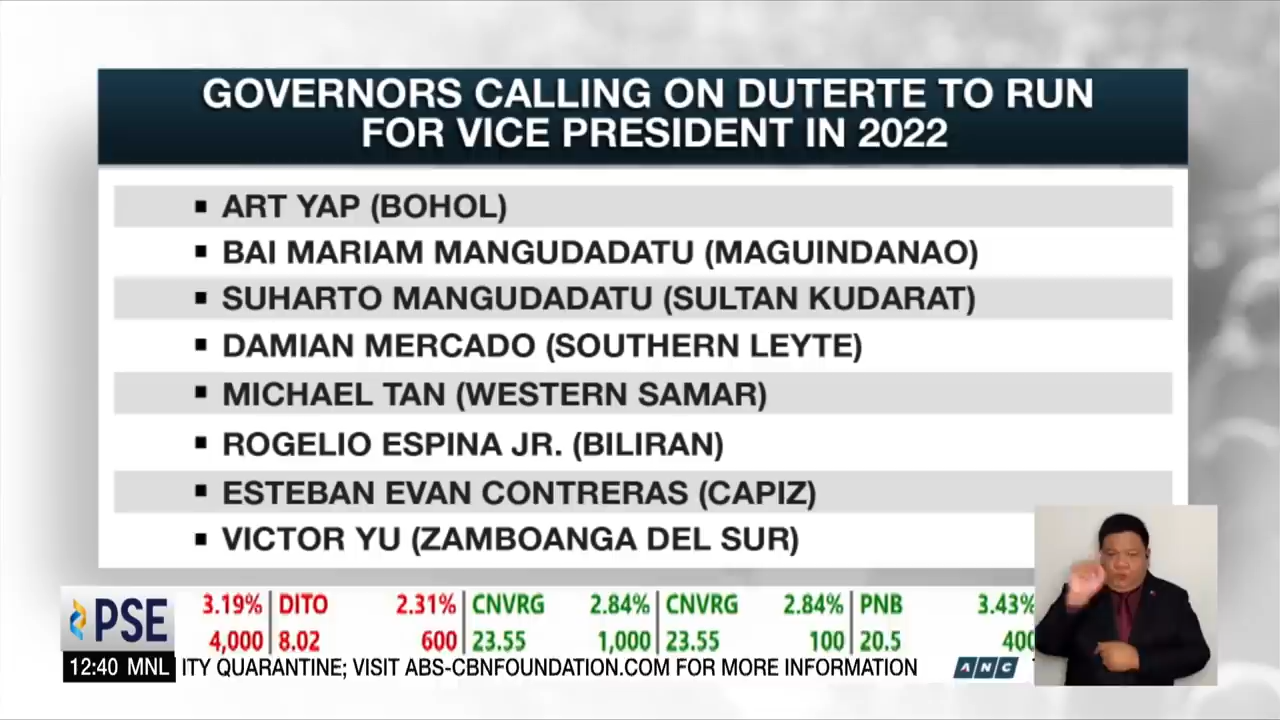 GOVERNORS CALLING ON DUTERTE TO RUN
FOR VICE PRESIDENT IN 2022
▪ ART YAP (BOHOL)
▪ BAI MARIAM MANGUDADATU (MAGUINDANAO)
▪ SUHARTO MANGUDADATU (SULTAN KUDARAT)
▪ DAMIAN MERCADO (SOUTHERN LEYTE)
▪ MICHAEL TAN (WESTERN SAMAR)
▪ ROGELIO ESPINA JR. (BILIRAN)
▪ ESTEBAN EVAN CONTRERAS (CAPIZ)
▪ VICTOR YU (ZAMBOANGA DEL SUR)
PSE 3.19% DITO 2.31% CNVRG 2.84% CNVRG 2.84% PNB 3.43%
4,000 8.02 600 23.55 1,000 23.55 100 20.5 400
12:40 MNL ITY QUARANTINE; VISIT ABS-CBNFOUNDATION.COM FOR MORE INFORMATION ANC